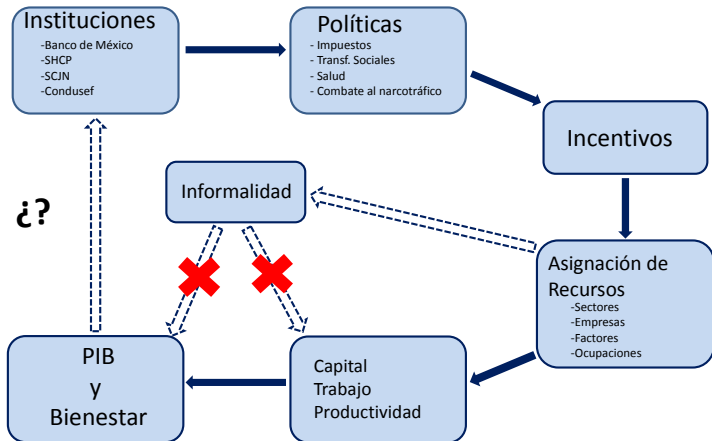 Instituciones
-Banco de México
-SHCP
-SCJN
-Condusef
Políticas
- Impuestos
- Transf. Sociales
- Salud
- Combate al narcotráfico
Incentivos
Informalidad
¿?
Asignación de
Recursos
-Sectores
-Empresas
-Factores
-Ocupaciones
PIB
y
Bienestar
Capital
Trabajo
Productividad